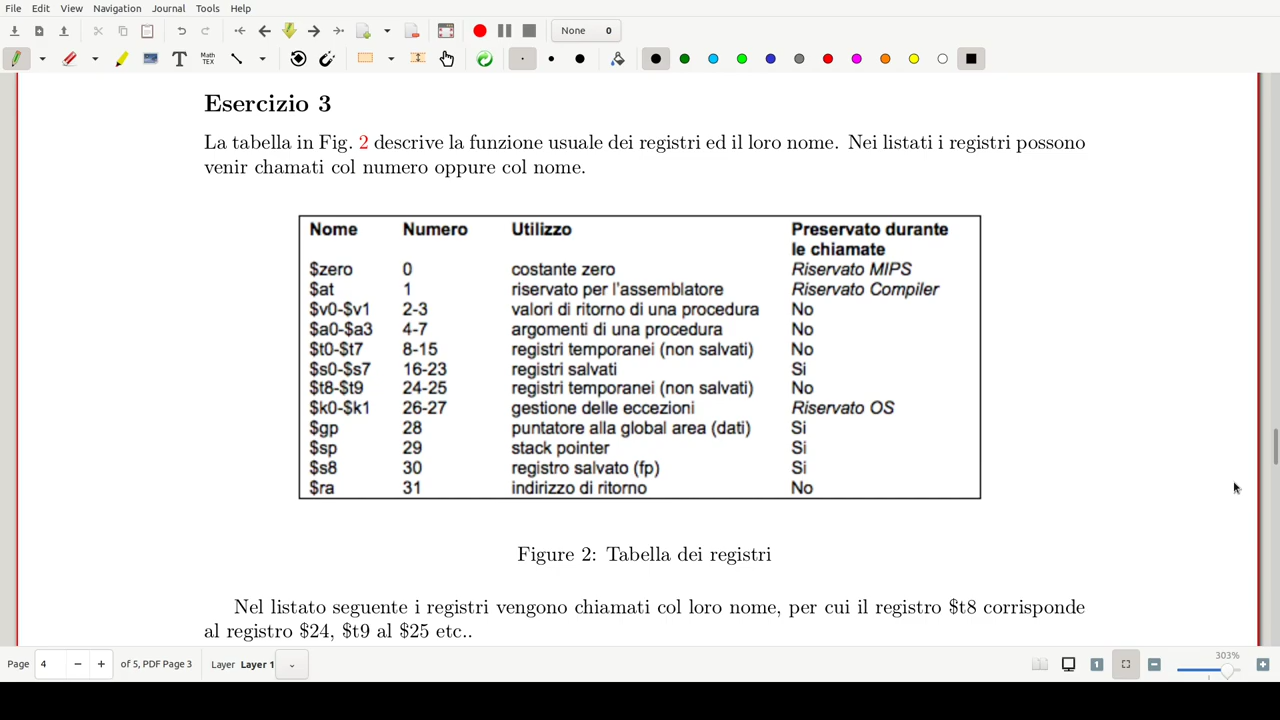 File Edit View Navigation Journal Tools Help
None 0
T Math TEX
Esercizio 3
La tabella in Fig. 2 descrive la funzione usuale dei registri ed il loro nome. Nei listati i registri possono
venir chamati col numero oppure col nome.
Nome Numero Utilizzo Preservato durante
le chiamate
$zero 0 costante zero Riservato MIPS
$at 1 riservato per l'assemblatore Riservato Compiler
$v0-$v1 2-3 valori di ritorno di una procedura No
$a0-$a3 4-7 argomenti di una procedura No
$t0-$t7 8-15 registri temporanei (non salvati) No
$s0-$s7 16-23 registri salvati Si
$t8-$t9 24-25 registri temporanei (non salvati) No
$k0-$k1 26-27 gestione delle eccezioni Riservato OS
$gp 28 puntatore alla global area (dati) Si
$sp 29 stack pointer Si
$s8 30 registro salvato (fp) Si
$ra 31 indirizzo di ritorno No
Figure 2: Tabella dei registri
Nel listato seguente i registri vengono chiamati col loro nome, per cui il registro $t8 corrisponde
al registro $24, $t9 al $25 etc..
Page 4 of 5, PDF Page 3 Layer Layer 1 1 303%